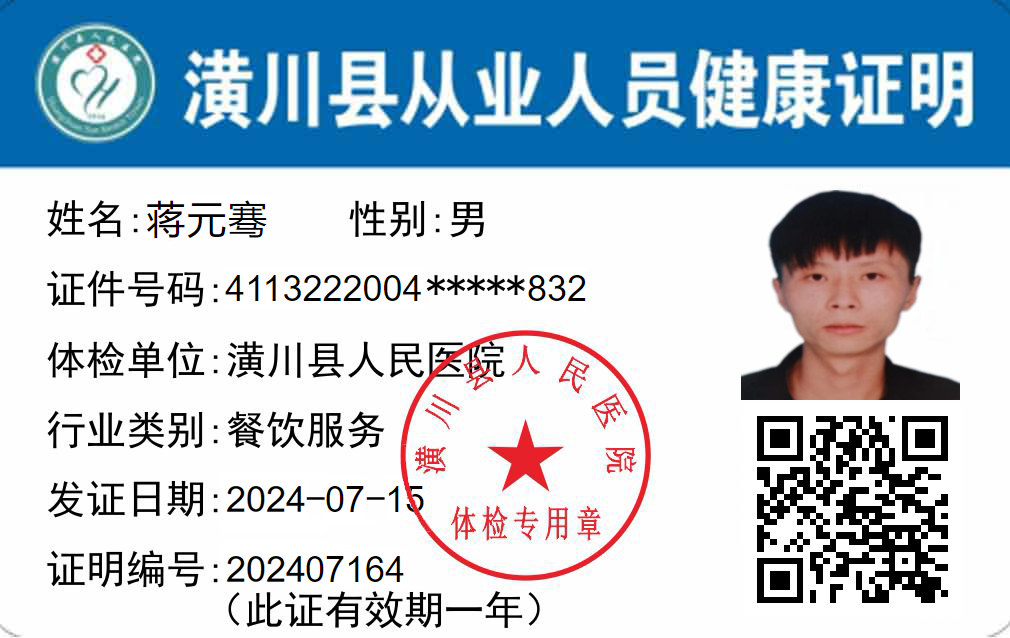 潢川县从业人员健康证明
姓名:蒋元骞 性别:男
证件号码:4113222004*****832
体检单位:潢川县人民医院
行业类别:餐饮服务
发证日期:2024-07-15
证明编号:202407164
（此证有效期一年）
潢川县人民医院
体检专用章